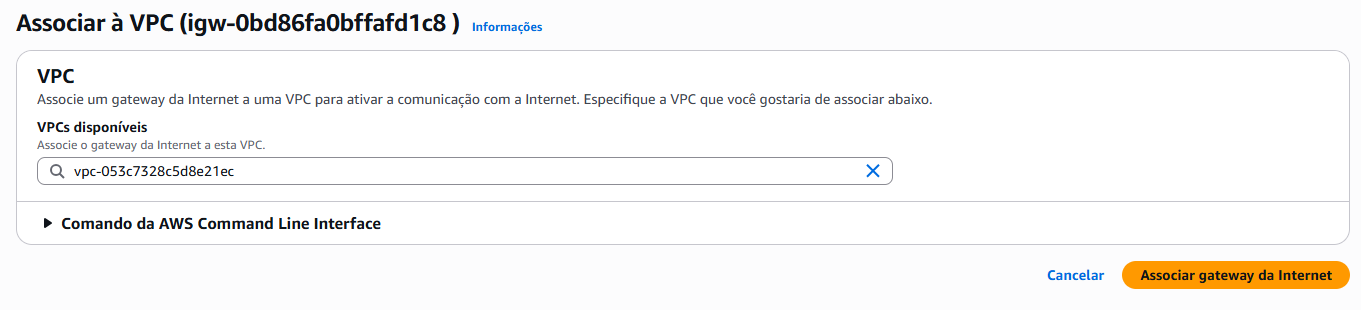 Associar à VPC (igw-0bd86fa0bffafd1c8 ) Informações
VPC
Associe um gateway da Internet a uma VPC para ativar a comunicação com a Internet. Especifique a VPC que você gostaria de associar abaixo.
VPCs disponíveis
Associe o gateway da Internet a esta VPC.
vpc-053c7328c5d8e21ec
Comando da AWS Command Line Interface
Cancelar Associar gateway da Internet